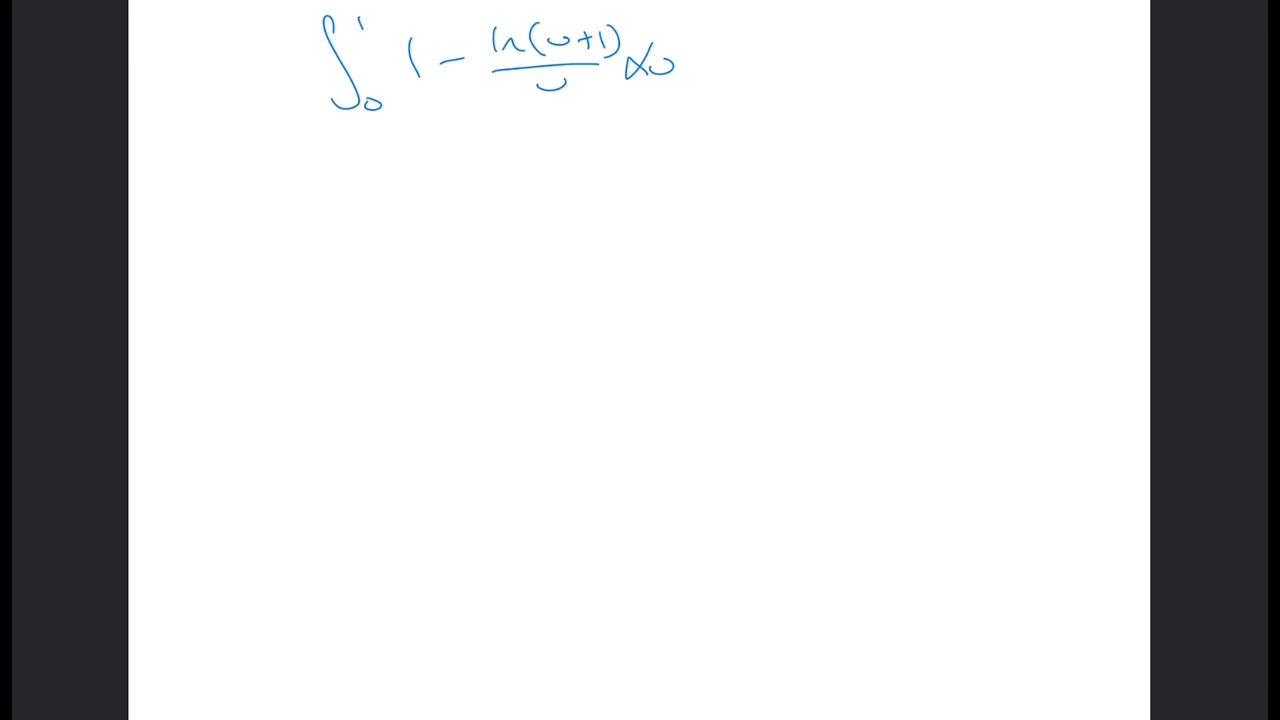 ∫₀¹ 1 - ln(u+1)/u du